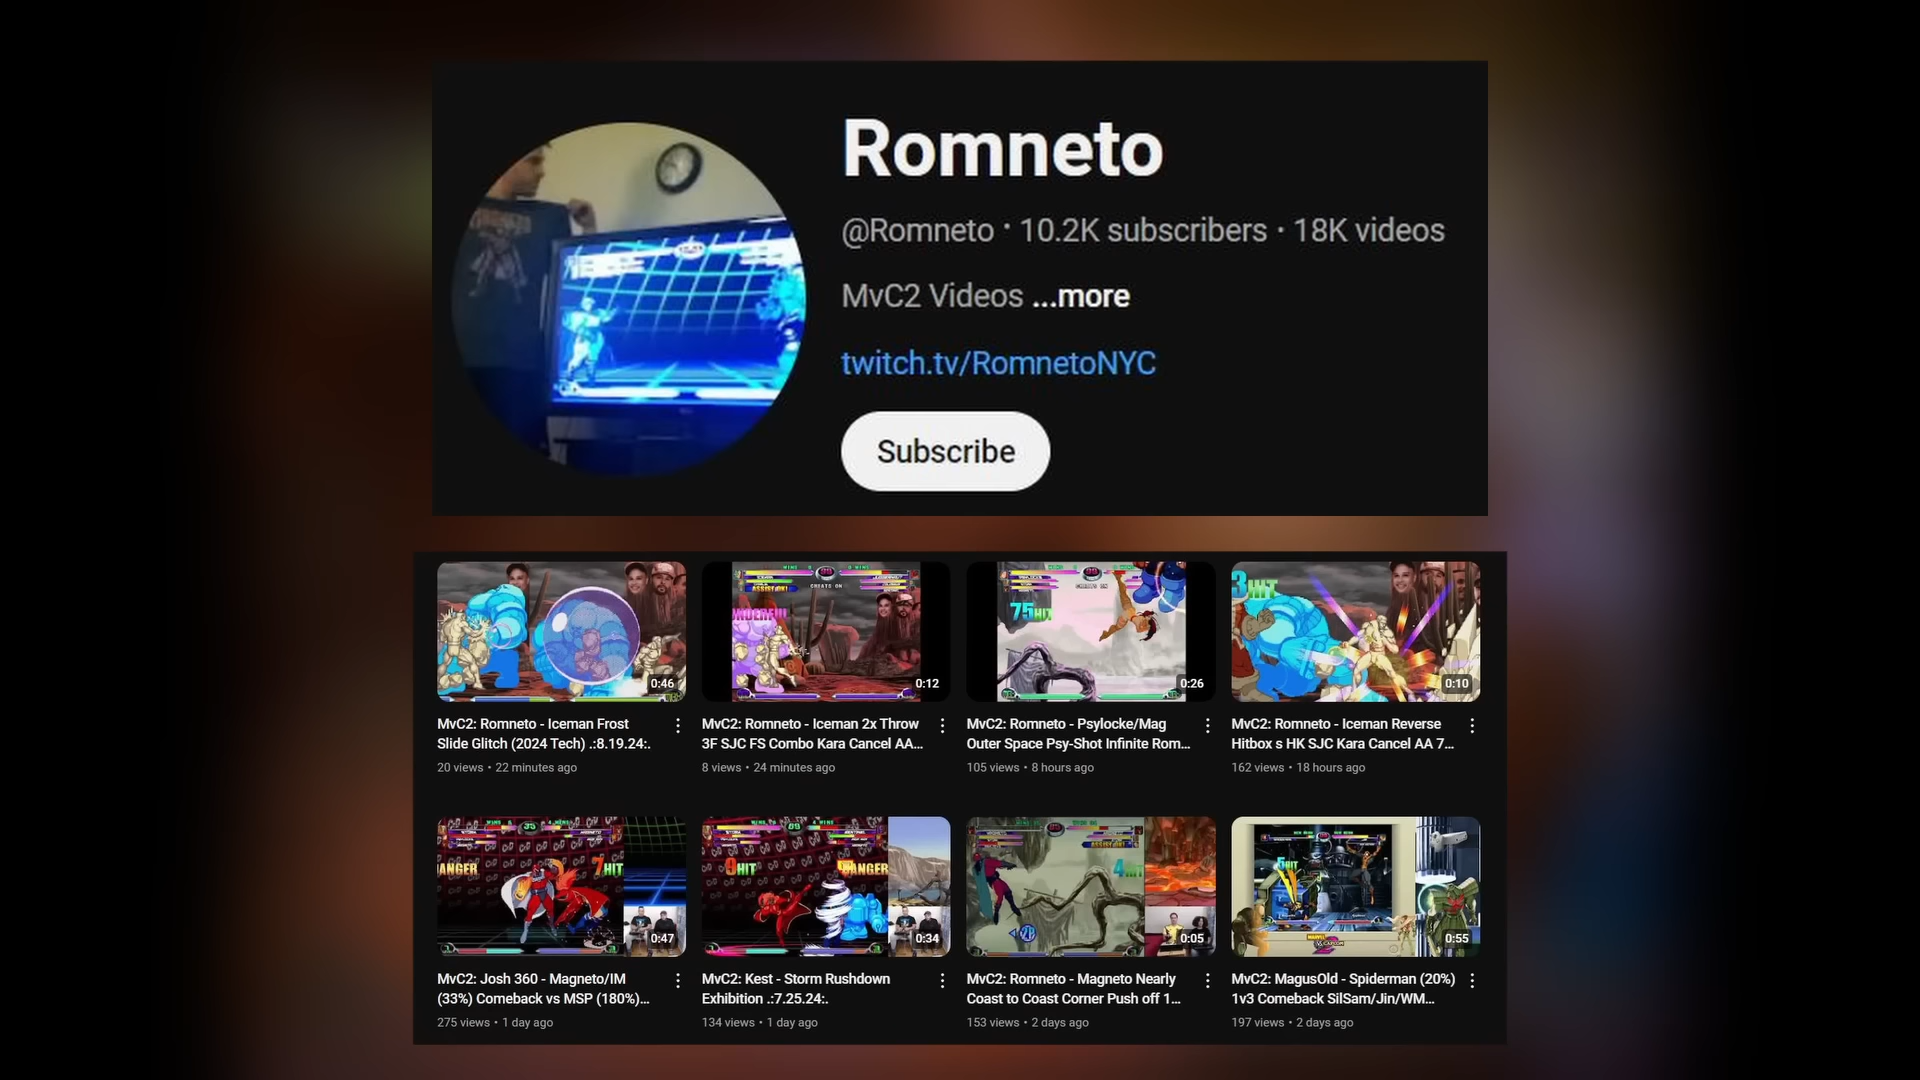 Romneto
@Romneto · 10.2K subscribers · 18K videos
MvC2 Videos ...more
twitch.tv/RomnetoNYC
Subscribe
0:46
0:12
75HIT
0:26
3HIT
0:10
MvC2: Romneto - Iceman Frost
Slide Glitch (2024 Tech) .:8.19.24:.
20 views • 22 minutes ago
MvC2: Romneto - Iceman 2x Throw
3F SJC FS Combo Kara Cancel AA...
8 views • 24 minutes ago
MvC2: Romneto - Psylocke/Mag
Outer Space Psy-Shot Infinite Rom...
105 views • 8 hours ago
MvC2: Romneto - Iceman Reverse
Hitbox s HK SJC Kara Cancel AA 7...
162 views • 18 hours ago
ANGER
7HIT
0:47
9HIT
DANGER
0:34
0:05
5HIT
0:55
MvC2: Josh 360 - Magneto/IM
(33%) Comeback vs MSP (180%)...
275 views • 1 day ago
MvC2: Kest - Storm Rushdown
Exhibition .:7.25.24:.
134 views • 1 day ago
MvC2: Romneto - Magneto Nearly
Coast to Coast Corner Push off 1...
153 views • 2 days ago
MvC2: MagusOld - Spiderman (20%)
1v3 Comeback SilSam/Jin/WM...
197 views • 2 days ago